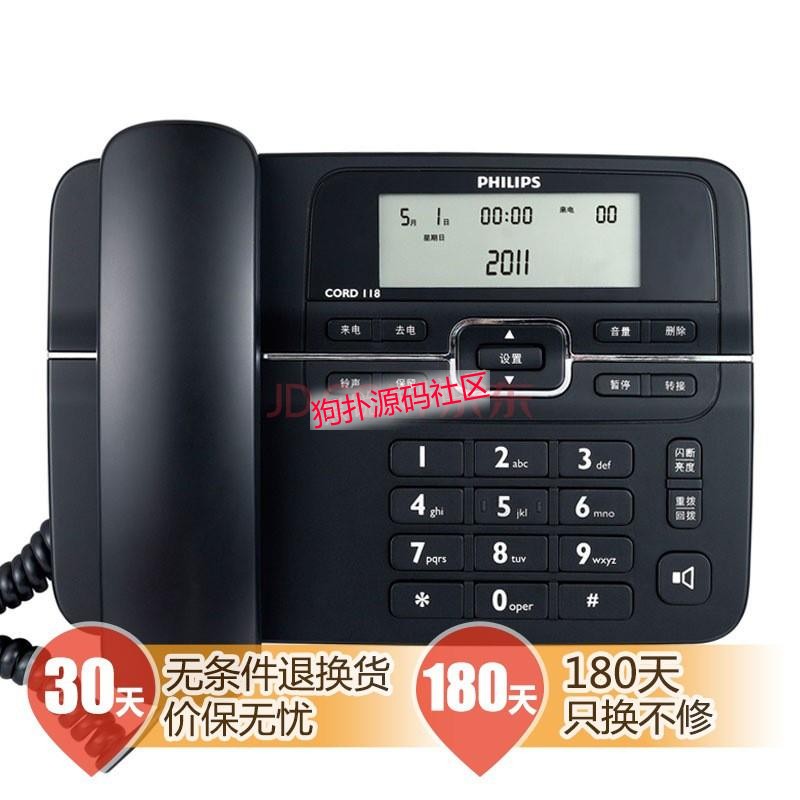 PHILIPS
5月 1日 00:00 来电 00
星期日
2011
CORD 118
来电 去电 音量 删除
设置
铃声 保留 暂停 转接
狗扑源码社区
1 2 abc 3 def 闪断 亮度
4 ghi 5 jkl 6 mno 重拨 回拨
7 pqrs 8 tuv 9 wxyz
* 0 oper #
30天 无条件退换货
价保无忧
180天 180天
只换不修